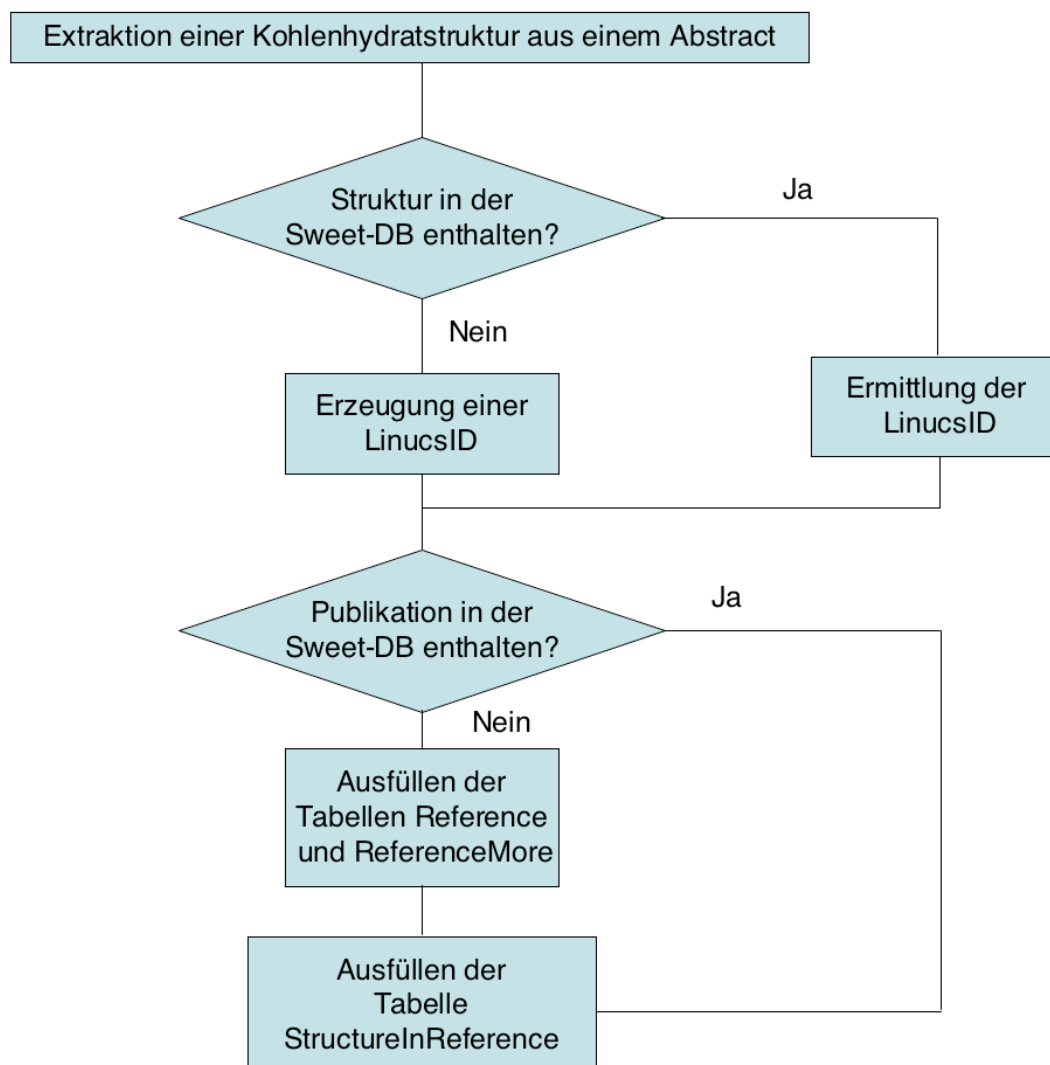 Extraktion einer Kohlenhydratstruktur aus einem Abstract
Struktur in der
Sweet-DB enthalten?
Ja
Nein
Erzeugung einer
LinucsID
Ermittlung der
LinucsID
Publikation in der
Sweet-DB enthalten?
Ja
Nein
Ausfüllen der
Tabellen Reference
und ReferenceMore
Ausfüllen der
Tabelle
StructureInReference